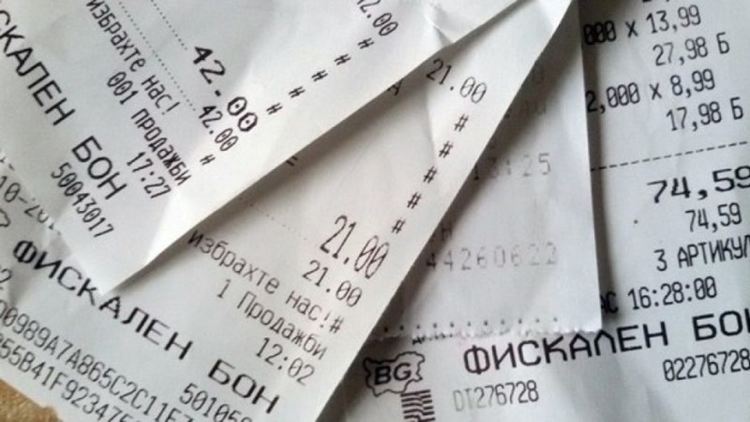 42.00
#
42.00
#
#
избрахте нас!
001 продажби
17:27
ФИСКАЛЕН БОН
50043017
21.00
#
#
#
#
#
21.00
21.00
избрахте нас!#
1 Продажби
12:02
ФИСКАЛЕН БОН
13:25
44260622
000 x 13,99
27,98 Б
2,000 x 8,99
17,98 Б
74,59
74,59
3 АРТИКУЛ
16:28:00
ФИСКАЛЕН БОН
BG
DT276728
02276728